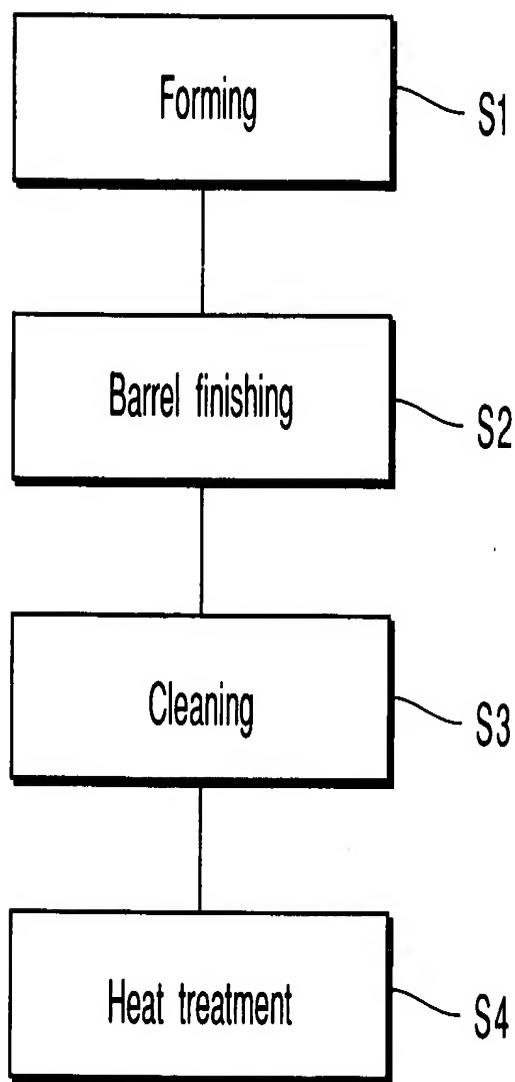 Forming
S1
Barrel finishing
S2
Cleaning
S3
Heat treatment
S4